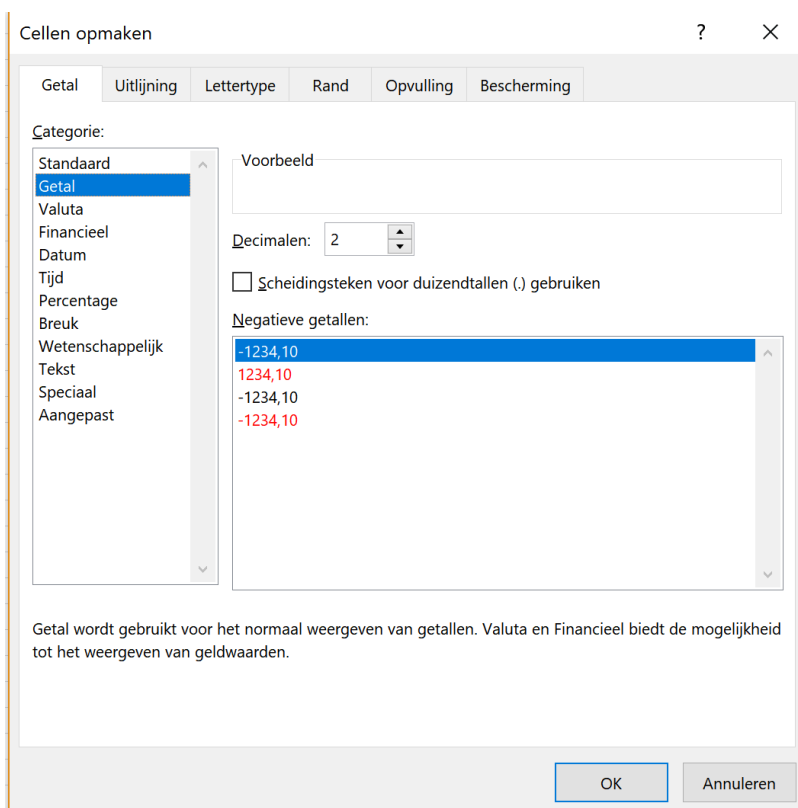 Cellen opmaken ?
Getal Uitlijning Lettertype Rand Opvulling Bescherming
Categorie:
Standaard
Getal
Valuta
Financieel
Datum
Tijd
Percentage
Breuk
Wetenschappelijk
Tekst
Speciaal
Aangepast
Voorbeeld
Decimalen: 2
Scheidingsteken voor duizendtallen (.) gebruiken
Negatieve getallen:
-1234,10
1234,10
-1234,10
-1234,10
Getal wordt gebruikt voor het normaal weergeven van getallen. Valuta en Financieel biedt de mogelijkheid
tot het weergeven van geldwaarden.
OK Annuleren